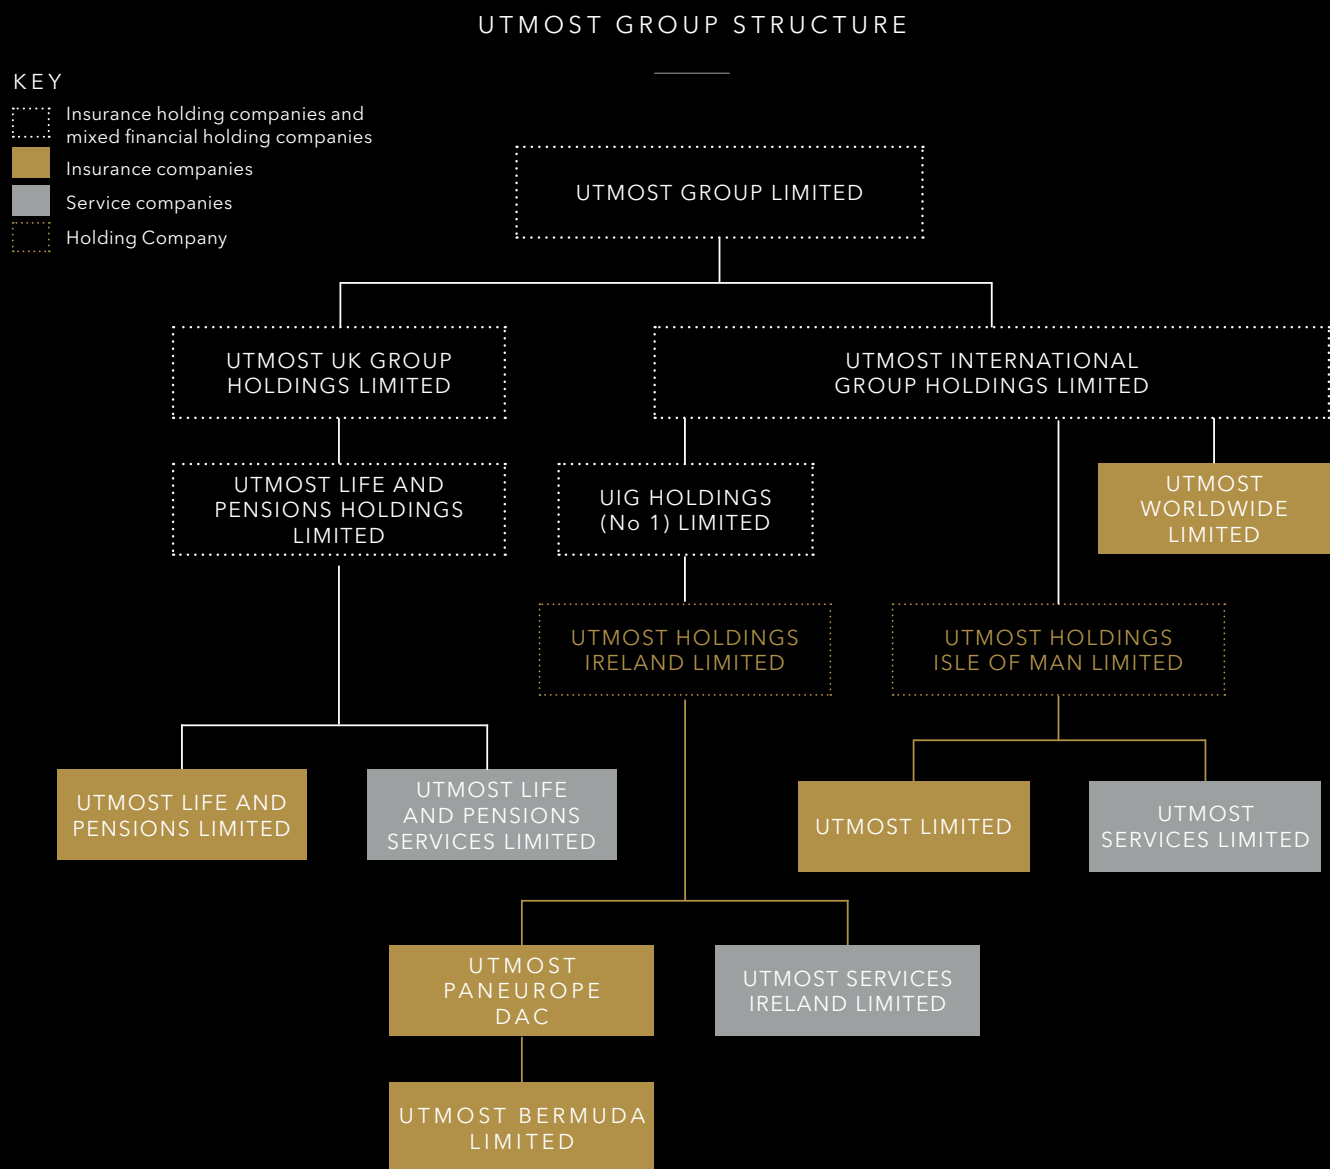 UTMOST GROUP STRUCTURE
KEY
Insurance holding companies and
mixed financial holding companies
Insurance companies
Service companies
Holding Company
UTMOST GROUP LIMITED
UTMOST UK GROUP
HOLDINGS LIMITED
UTMOST INTERNATIONAL
GROUP HOLDINGS LIMITED
UTMOST LIFE AND
PENSIONS HOLDINGS
LIMITED
UIG HOLDINGS
(No 1) LIMITED
UTMOST
WORLDWIDE
LIMITED
UTMOST HOLDINGS
IRELAND LIMITED
UTMOST HOLDINGS
ISLE OF MAN LIMITED
UTMOST LIFE AND
PENSIONS LIMITED
UTMOST LIFE
AND PENSIONS
SERVICES LIMITED
UTMOST LIMITED
UTMOST
SERVICES LIMITED
UTMOST
PANEUROPE
DAC
UTMOST SERVICES
IRELAND LIMITED
UTMOST BERMUDA
LIMITED